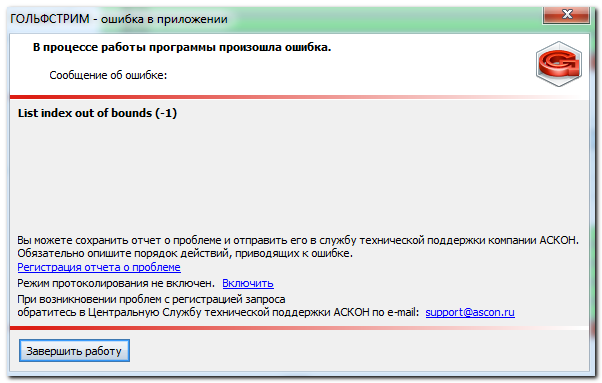 ГОЛЬФСТРИМ - ошибка в приложении
В процессе работы программы произошла ошибка.
Сообщение об ошибке:
List index out of bounds (-1)
Вы можете сохранить отчет о проблеме и отправить его в службу технической поддержки компании АСКОН.
Обязательно опишите порядок действий, приводящих к ошибке.
Регистрация отчета о проблеме
Режим протоколирования не включен. Включить
При возникновении проблем с регистрацией запроса
обратитесь в Центральную Службу технической поддержки АСКОН по e-mail: support@ascon.ru
Завершить работу